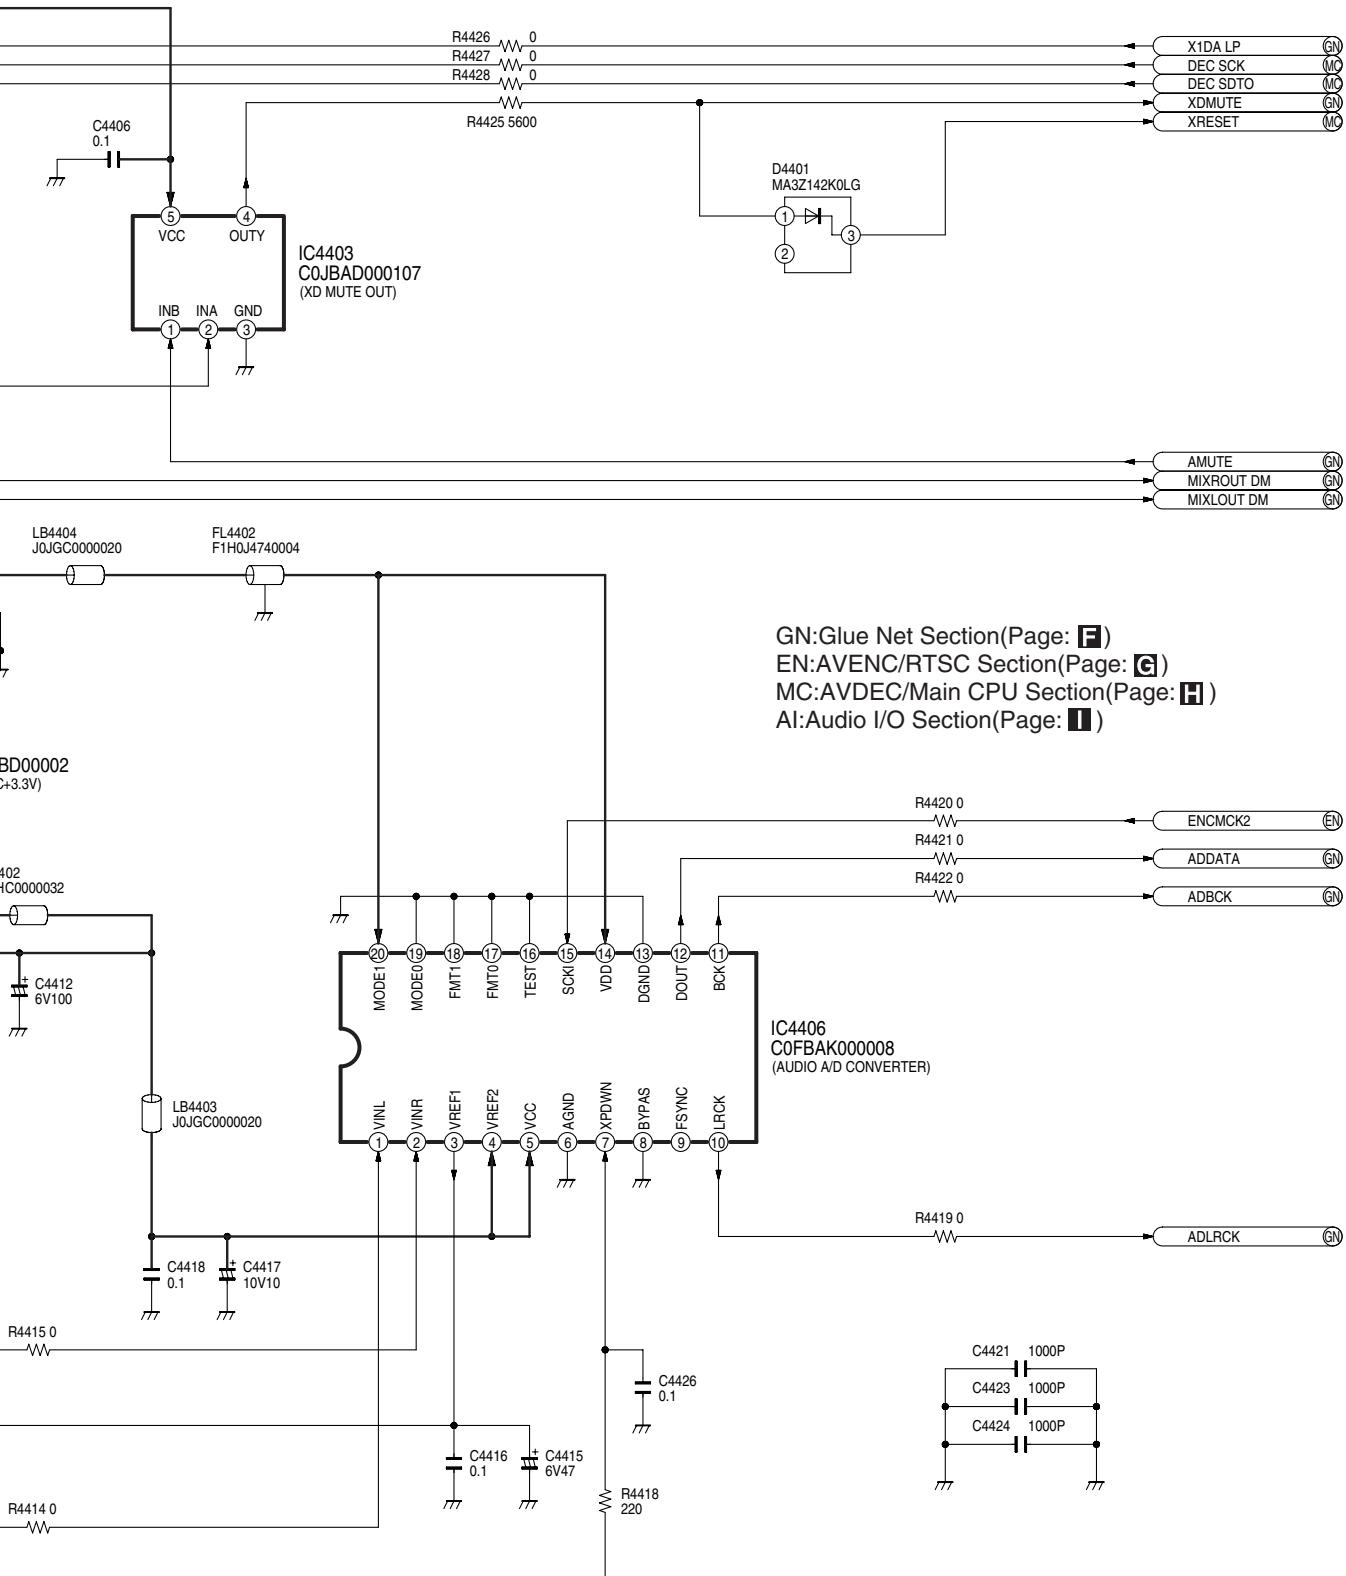 R4426 0
X1DA LP GN
R4427 0
DEC SCK MC
R4428 0
DEC SDTO MC
XDMUTE GN
R4425 5600
XRESET MC
C4406
0.1
D4401
MA3Z142K0LG
1
3
2
5
4
VCC
OUTY
IC4403
C0JBAD000107
(XD MUTE OUT)
INB INA GND
1 2 3
AMUTE GN
MIXROUT DM GN
MIXLOUT DM GN
LB4404
J0JGC0000020
FL4402
F1H0J4740004
GN:Glue Net Section(Page: F)
EN:AVENC/RTSC Section(Page: G)
MC:AVDEC/Main CPU Section(Page: H)
AI:Audio I/O Section(Page: I)
BD00002
C+3.3V)
R4420 0
ENCMCK2 EN
R4421 0
ADDATA GN
R4422 0
ADBCK GN
402
HC0000032
C4412
6V100
20 19 18 17 16 15 14 13 12 11
MODE1 MODE0 FMT1 FMT0 TEST SCKI VDD DGND DOUT BCK
IC4406
C0FBAK000008
(AUDIO A/D CONVERTER)
VINL VINR VREF1 VREF2 VCC AGND XPDWN BYPAS FSYNC LRCK
1 2 3 4 5 6 7 8 9 10
LB4403
J0JGC0000020
R4419 0
ADLRCK GN
C4418
0.1
+
C4417
10V10
R4415 0
C4426
0.1
C4421 1000P
C4423 1000P
C4424 1000P
C4416
0.1
+
C4415
6V47
R4418
220
R4414 0